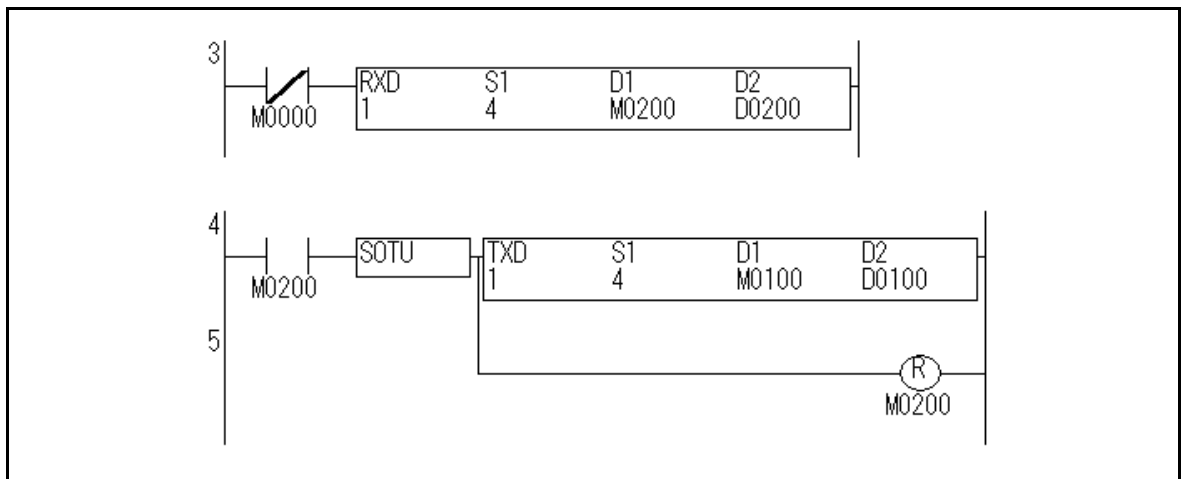 3
RXD S1 D1 D2
1 4 M0200 D0200
M0000
4
SOTU TXD S1 D1 D2
1 4 M0100 D0100
M0200
5
R
M0200